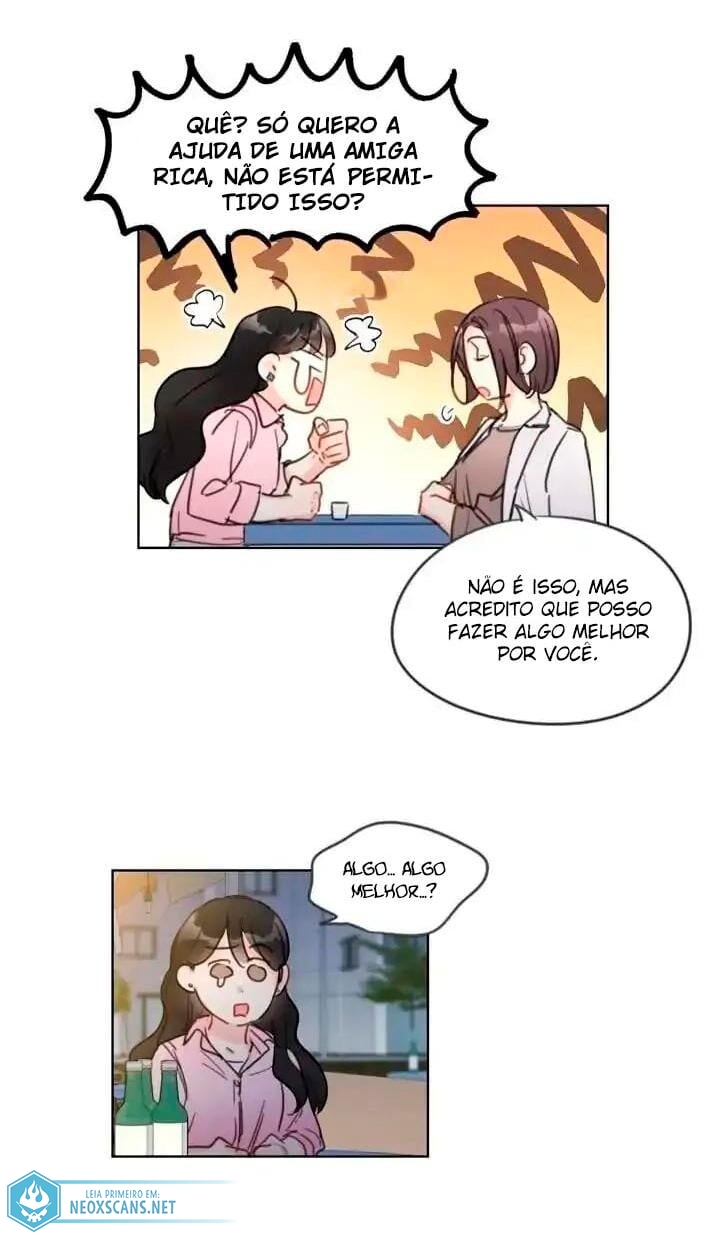 QUÊ? SÓ QUERO A
AJUDA DE UMA AMIGA
RICA, NÃO ESTÁ PERMI-
TIDO ISSO?
NÃO É ISSO, MAS
ACREDITO QUE POSSO
FAZER ALGO MELHOR
POR VOCÊ.
ALGO... ALGO
MELHOR...?
LEIA PRIMEIRO EM:
NEOXSCANS.NET